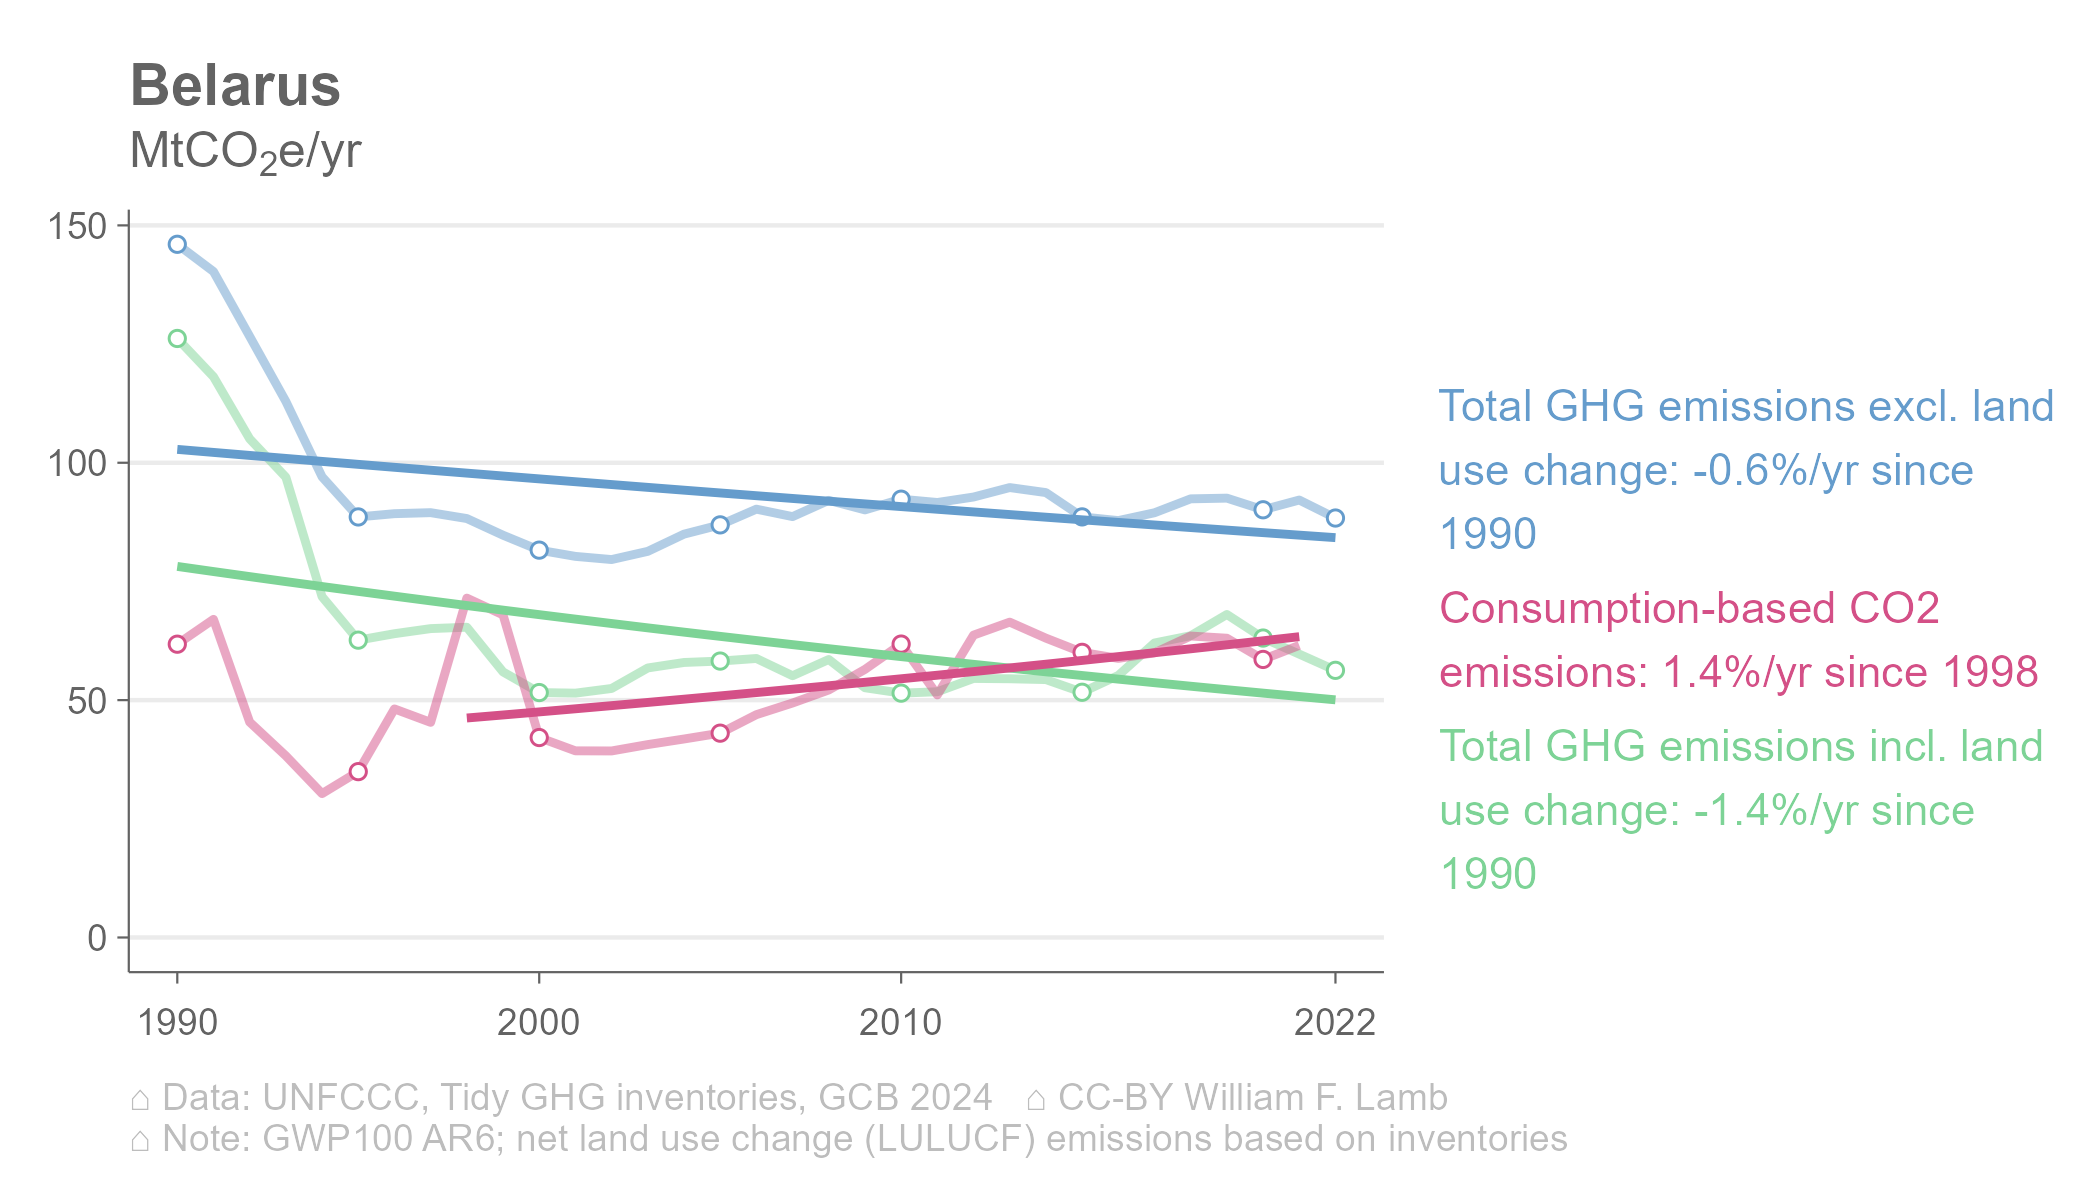 Belarus
MtCO₂e/yr
150
100
50
0
1990 2000 2010 2022
Total GHG emissions excl. land
use change: -0.6%/yr since
1990
Consumption-based CO2
emissions: 1.4%/yr since 1998
Total GHG emissions incl. land
use change: -1.4%/yr since
1990
⌂ Data: UNFCCC, Tidy GHG inventories, GCB 2024 ⌂ CC-BY William F. Lamb
⌂ Note: GWP100 AR6; net land use change (LULUCF) emissions based on inventories